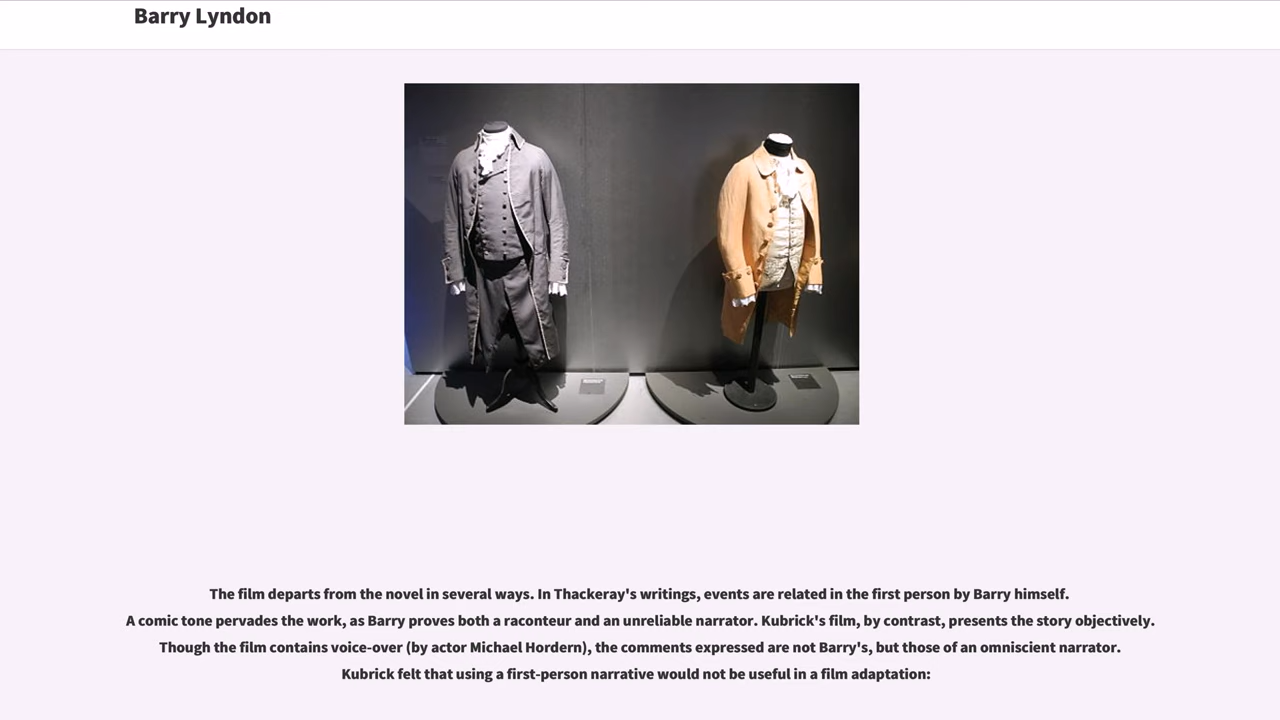 Barry Lyndon
The film departs from the novel in several ways. In Thackeray's writings, events are related in the first person by Barry himself.
A comic tone pervades the work, as Barry proves both a raconteur and an unreliable narrator. Kubrick's film, by contrast, presents the story objectively.
Though the film contains voice-over (by actor Michael Hordern), the comments expressed are not Barry's, but those of an omniscient narrator.
Kubrick felt that using a first-person narrative would not be useful in a film adaptation: